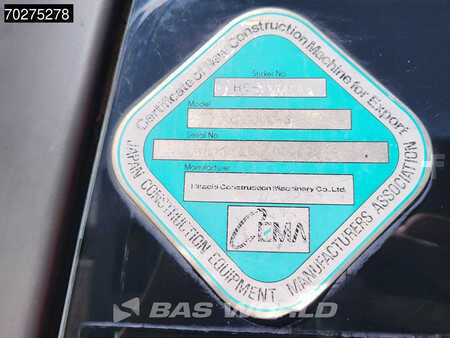 70275278
Certificate of New Construction Machine for Export
Sticker No.
Model
Serial No.
Manufacturer
Hitachi Construction Machinery Co., Ltd.
CEMA
JAPAN CONSTRUCTION EQUIPMENT MANUFACTURERS ASSOCIATION
BAS WORLD